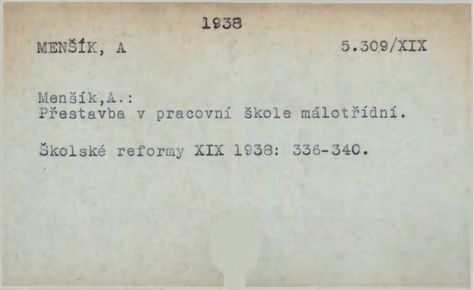 1938
MENŠÍK, A 5.309/XIX
Menšík,A.:
Přestavba v pracovní škole málotřídní.
Školské reformy XIX 1938: 336-340.